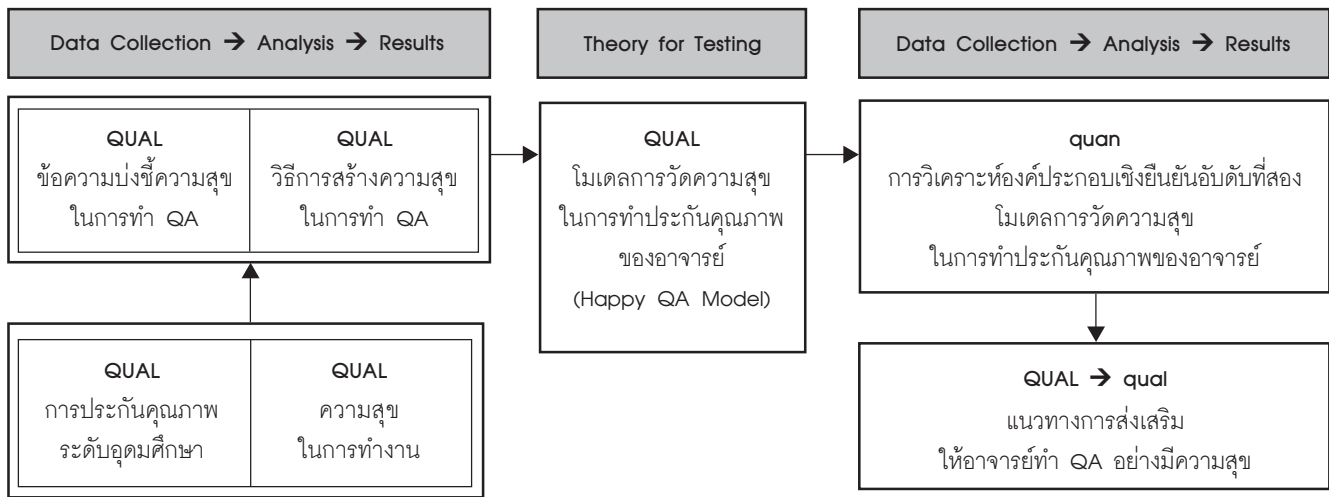 Data Collection → Analysis → Results
Theory for Testing
Data Collection → Analysis → Results
QUAL
ข้อความบ่งชี้ความสุข
ในการทำ QA
QUAL
วิธีการสร้างความสุข
ในการทำ QA
QUAL
โมเดลการวัดความสุข
ในการทำประกันคุณภาพ
ของอาจารย์
(Happy QA Model)
quan
การวิเคราะห์องค์ประกอบเชิงยืนยันอับดับที่สอง
โมเดลการวัดความสุข
ในการทำประกันคุณภาพของอาจารย์
QUAL
การประกันคุณภาพ
ระดับอุดมศึกษา
QUAL
ความสุข
ในการทำงาน
QUAL → qual
แนวทางการส่งเสริม
ให้อาจารย์ทำ QA อย่างมีความสุข